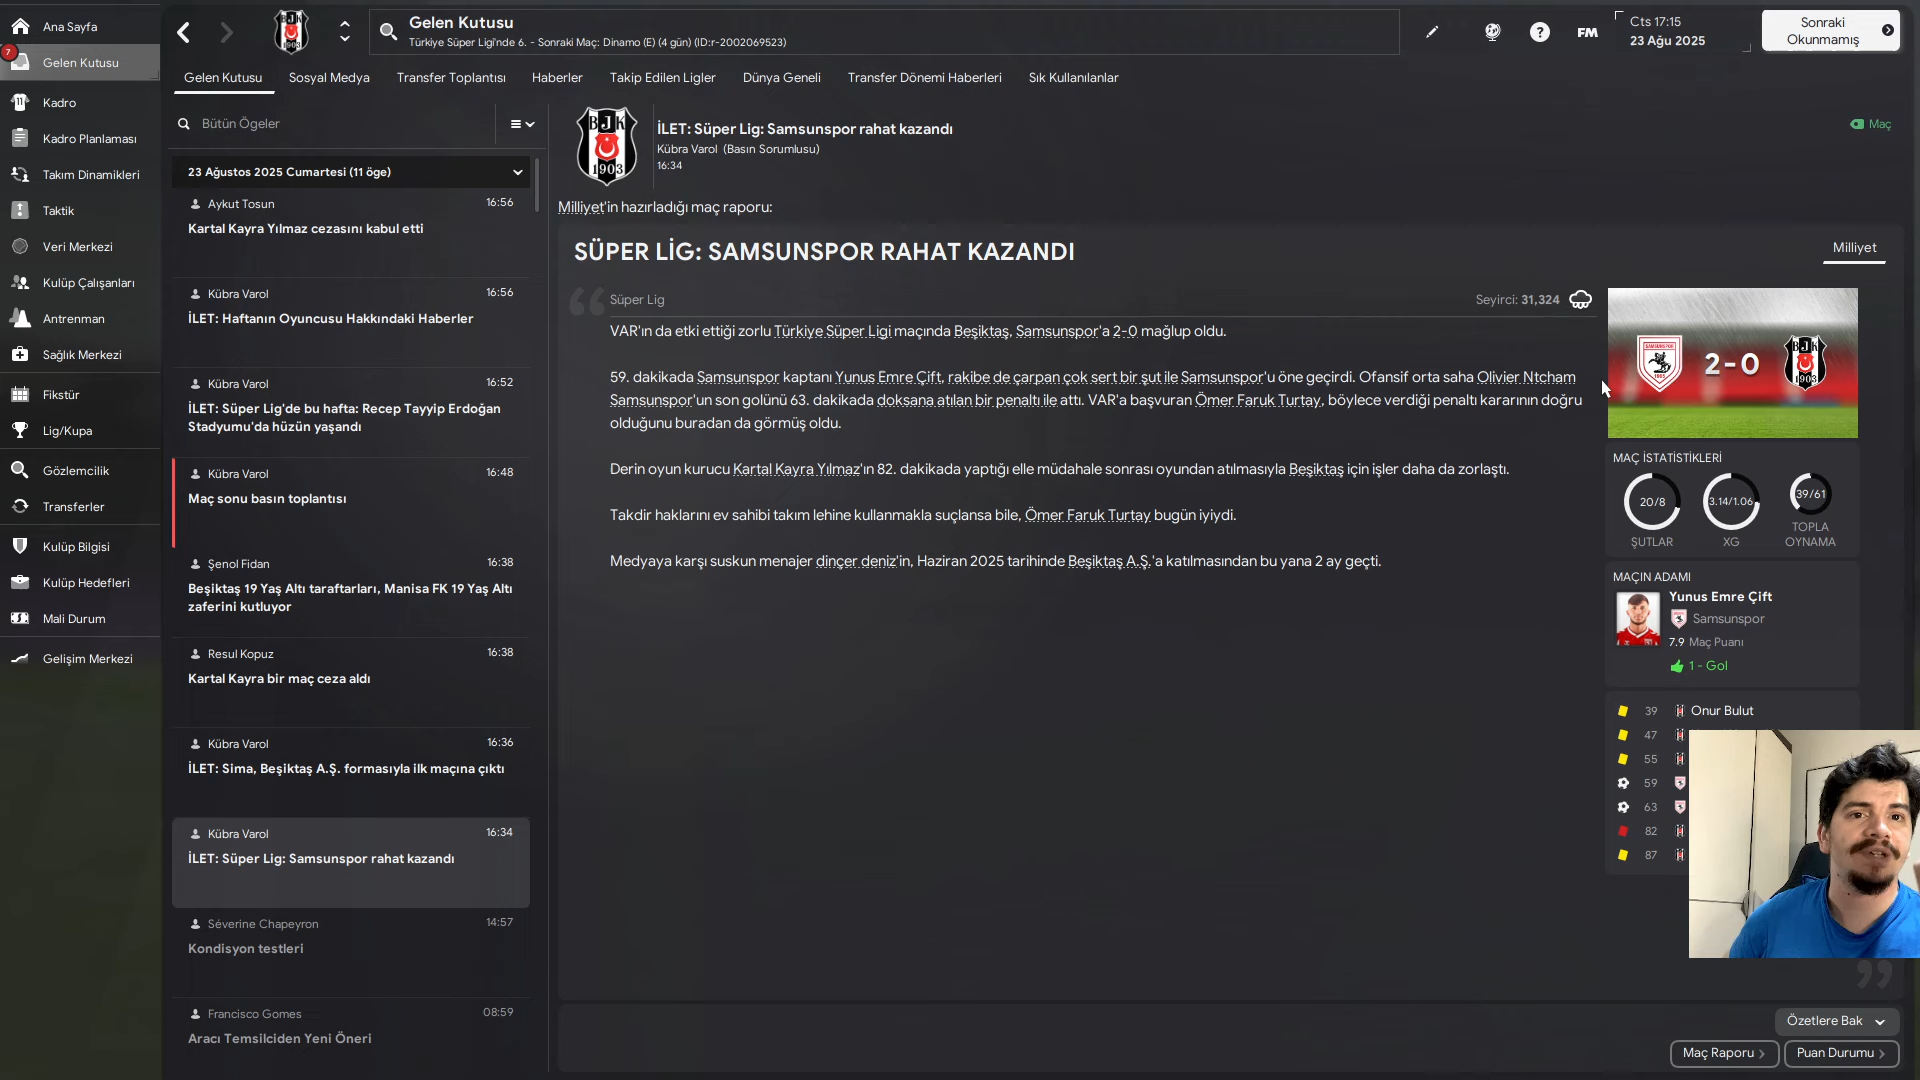 Ana Sayfa
7
Gelen Kutusu
Kadro
Kadro Planlaması
Takım Dinamikleri
Taktik
Veri Merkezi
Kulüp Çalışanları
Antrenman
Sağlık Merkezi
Fikstür
Lig/Kupa
Gözlemcilik
Transferler
Kulüp Bilgisi
Kulüp Hedefleri
Mali Durum
Gelişim Merkezi
BJK
1903
Gelen Kutusu
Türkiye Süper Ligi'nde 6. - Sonraki Maç: Dinamo (E) (4 gün) (ID:r-2002069523)
?
FM
Cts 17:15
23 Ağu 2025
Sonraki
Okunmamış
Gelen Kutusu
Sosyal Medya
Transfer Toplantısı
Haberler
Takip Edilen Ligler
Dünya Geneli
Transfer Dönemi Haberleri
Sık Kullanılanlar
Bütün Ögeler
23 Ağustos 2025 Cumartesi (11 öge)
Aykut Tosun 16:56
Kartal Kayra Yılmaz cezasını kabul etti
Kübra Varol 16:56
İLET: Haftanın Oyuncusu Hakkındaki Haberler
Kübra Varol 16:52
İLET: Süper Lig'de bu hafta: Recep Tayyip Erdoğan
Stadyumu'da hüzün yaşandı
Kübra Varol 16:48
Maç sonu basın toplantısı
Şenol Fidan 16:38
Beşiktaş 19 Yaş Altı taraftarları, Manisa FK 19 Yaş Altı
zaferini kutluyor
Resul Kopuz 16:38
Kartal Kayra bir maç ceza aldı
Kübra Varol 16:36
İLET: Sima, Beşiktaş A.Ş. formasıyla ilk maçına çıktı
Kübra Varol 16:34
İLET: Süper Lig: Samsunspor rahat kazandı
Séverine Chapeyron 14:57
Kondisyon testleri
Francisco Gomes 08:59
Aracı Temsilciden Yeni Öneri
BJK
1903
İLET: Süper Lig: Samsunspor rahat kazandı
Kübra Varol (Basın Sorumlusu)
16:34
Maç
Milliyet'in hazırladığı maç raporu:
SÜPER LİG: SAMSUNSPOR RAHAT KAZANDI
Milliyet
Süper Lig
Seyirci: 31,324
VAR'ın da etki ettiği zorlu Türkiye Süper Ligi maçında Beşiktaş, Samsunspor'a 2-0 mağlup oldu.
59. dakikada Samsunspor kaptanı Yunus Emre Çift, rakibe de çarpan çok sert bir şut ile Samsunspor'u öne geçirdi. Ofansif orta saha Olivier Ntcham
Samsunspor'un son golünü 63. dakikada doksana atılan bir penaltı ile attı. VAR'a başvuran Ömer Faruk Turtay, böylece verdiği penaltı kararının doğru
olduğunu buradan da görmüş oldu.
Derin oyun kurucu Kartal Kayra Yılmaz'ın 82. dakikada yaptığı elle müdahale sonrası oyundan atılmasıyla Beşiktaş için işler daha da zorlaştı.
Takdir haklarını ev sahibi takım lehine kullanmakla suçlansa bile, Ömer Faruk Turtay bugün iyiydi.
Medyaya karşı suskun menajer dinçer deniz'in, Haziran 2025 tarihinde Beşiktaş A.Ş.'a katılmasından bu yana 2 ay geçti.
SAMSUNSPOR
2-0
BJK
1903
MAÇ İSTATİSTİKLERİ
20/8
3.14/1.06
39/61
ŞUTLAR
XG
TOPLA
OYNAMA
MAÇIN ADAMI
Yunus Emre Çift
Samsunspor
7.9 Maç Puanı
1 - Gol
39 Onur Bulut
47
55
59
63
82
87
Özetlere Bak
Maç Raporu
Puan Durumu